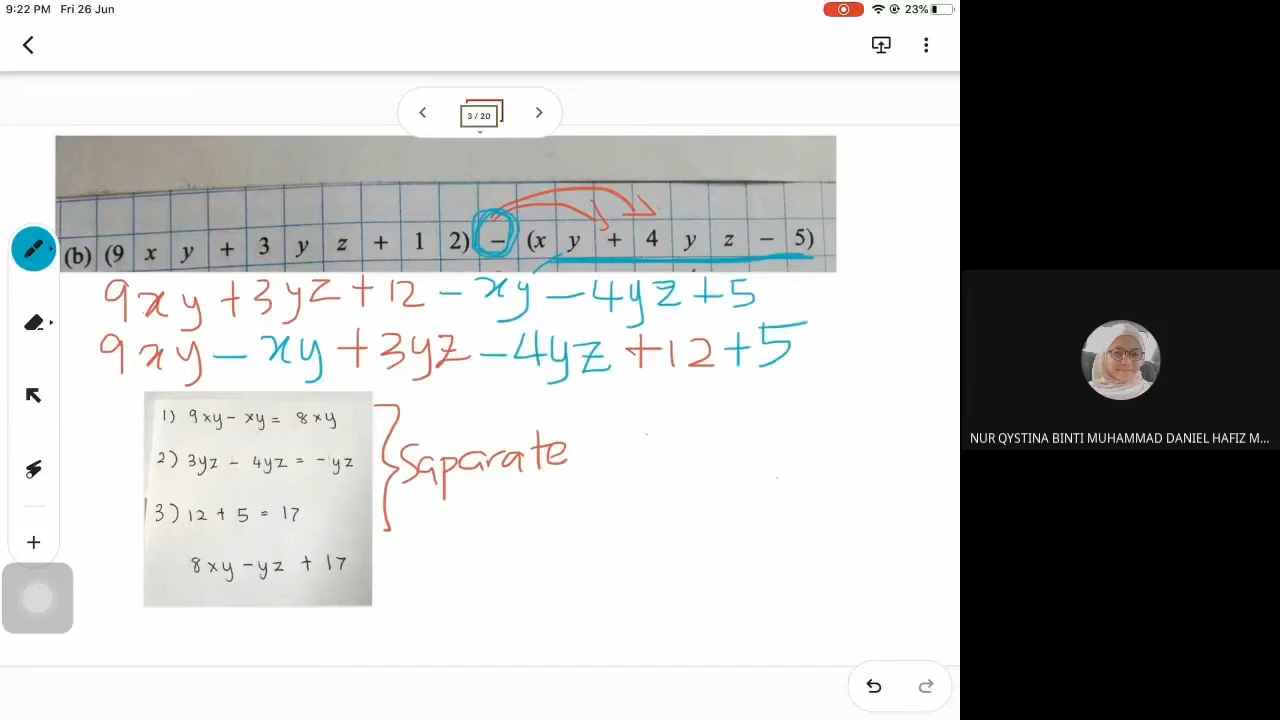 9:22 PM Fri 26 Jun
23%
3 / 20
(b) (9 x y + 3 y z + 1 2) − (x y + 4 y z − 5)
9xy + 3yz + 12 − xy − 4yz + 5
9xy − xy + 3yz − 4yz + 12 + 5
1) 9xy − xy = 8xy
2) 3yz − 4yz = − yz
3) 12 + 5 = 17
8xy − yz + 17
Saparate
NUR QYSTINA BINTI MUHAMMAD DANIEL HAFIZ M...